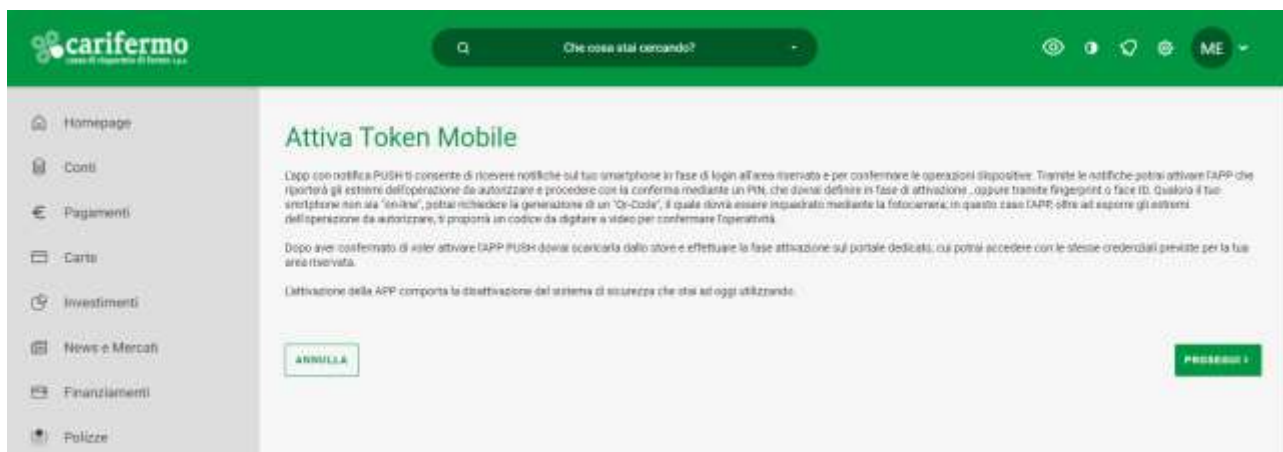 carifermo
cassa di risparmio di fermo s.p.a.
Che cosa stai cercando?
ME
Homepage
Conti
Pagamenti
Carte
Investimenti
News e Mercati
Finanziamenti
Polizze
Attiva Token Mobile
L'app con notifica PUSH ti consente di ricevere notifiche sul tuo smartphone in fase di login all'area riservata e per confermare le operazioni dispositive. Tramite le notifiche potrai attivare l'APP che
riporterà gli estremi dell'operazione da autorizzare e procedere con la conferma mediante un PIN, che dovrai definire in fase di attivazione , oppure tramite fingerprint o face ID. Qualora il tuo
smrtphone non sia "on-line", potrai richiedere la generazione di un "Qr-Code", il quale dovrà essere inquadrato mediante la fotocamera; in questo caso l'APP, oltre ad esporre gli estremi
dell'operazione da autorizzare, ti proporrà un codice da digitare a video per confermare l'operatività.
Dopo aver confermato di voler attivare l'APP PUSH dovrai scaricarla dallo store e effettuare la fase attivazione sul portale dedicato, cui potrai accedere con le stesse credenziali previste per la tua
area riservata.
L'attivazione della APP comporta la disattivazione del sistema di sicurezza che stai ad oggi utilizzando.
ANNULLA
PROSEGUI